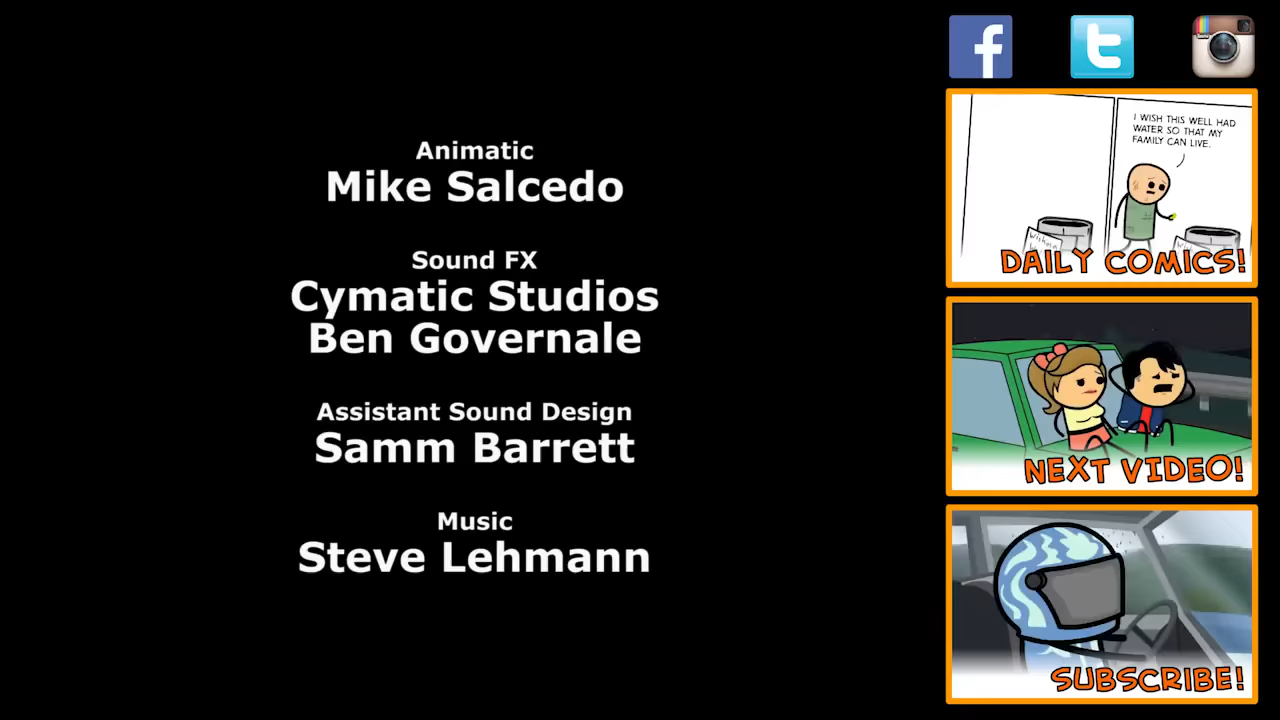 Animatic
Mike Salcedo
Sound FX
Cymatic Studios
Ben Governale
Assistant Sound Design
Samm Barrett
Music
Steve Lehmann
I WISH THIS WELL HAD
WATER SO THAT MY
FAMILY CAN LIVE.
DAILY COMICS!
NEXT VIDEO!
SUBSCRIBE!